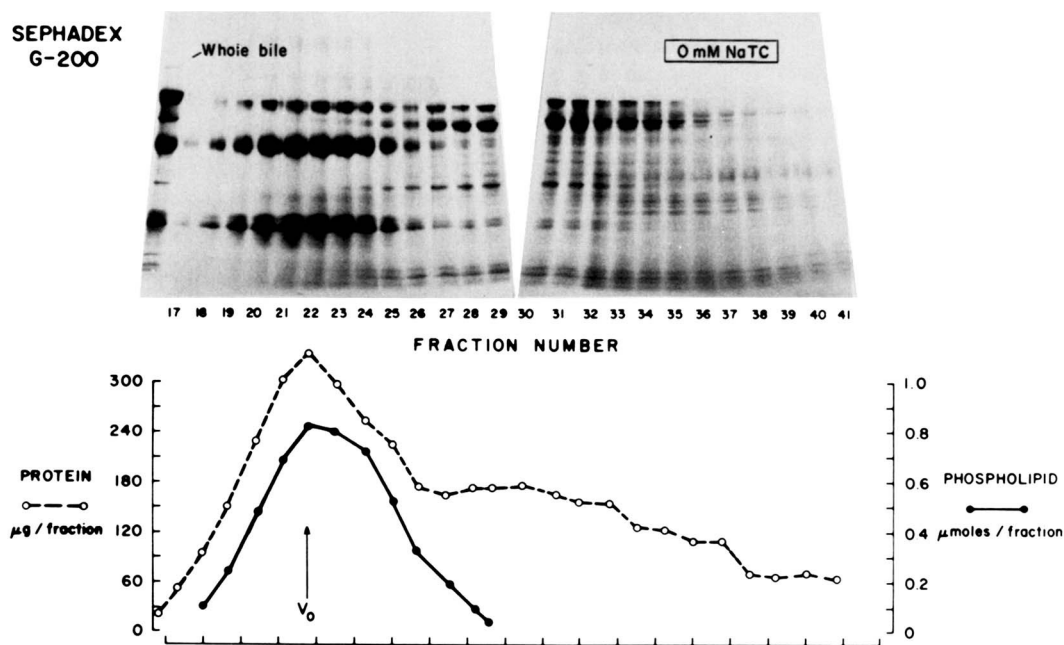 SEPHADEX
G-200
Whole bile
0 mM NaTC
17 18 19 20 21 22 23 24 25 26 27 28 29 30 31 32 33 34 35 36 37 38 39 40 41
FRACTION NUMBER
300
240
180
120
60
0
PROTEIN
µg / fraction
V₀
1.0
0.8
0.6
0.4
0.2
0
PHOSPHOLIPID
µmoles / fraction